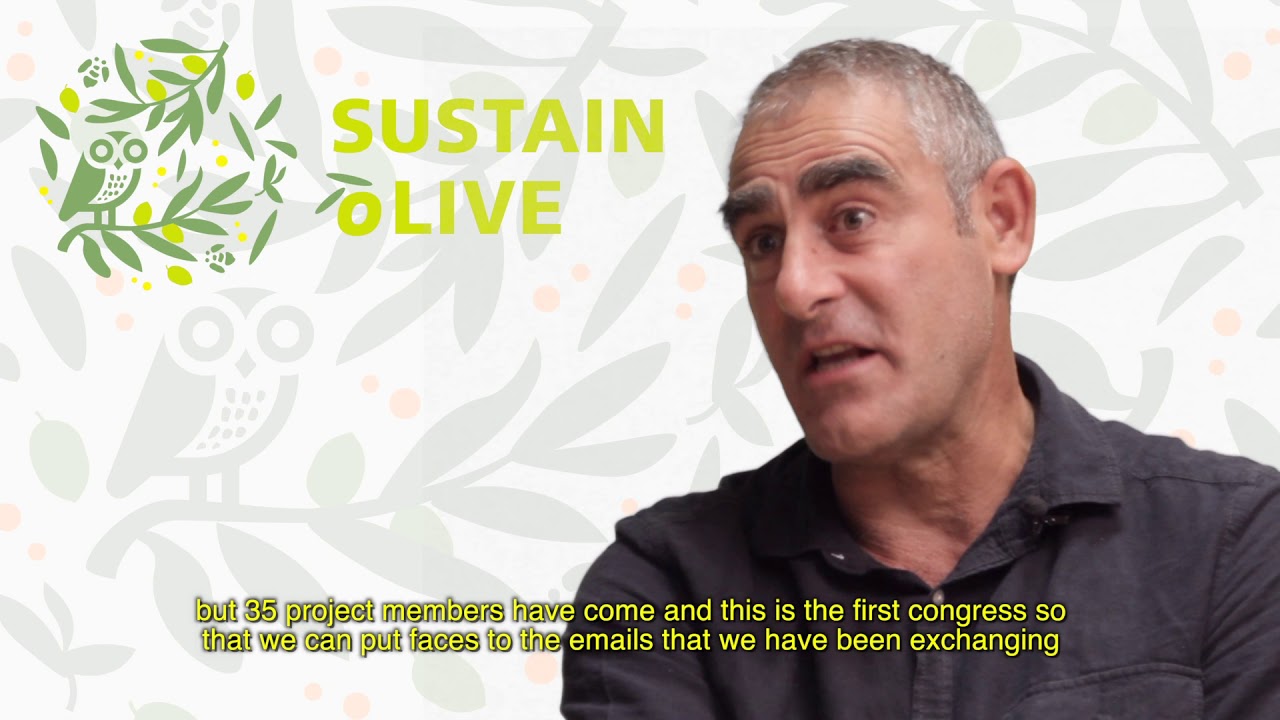 SUSTAIN
oLIVE
but 35 project members have come and this is the first congress so
that we can put faces to the emails that we have been exchanging